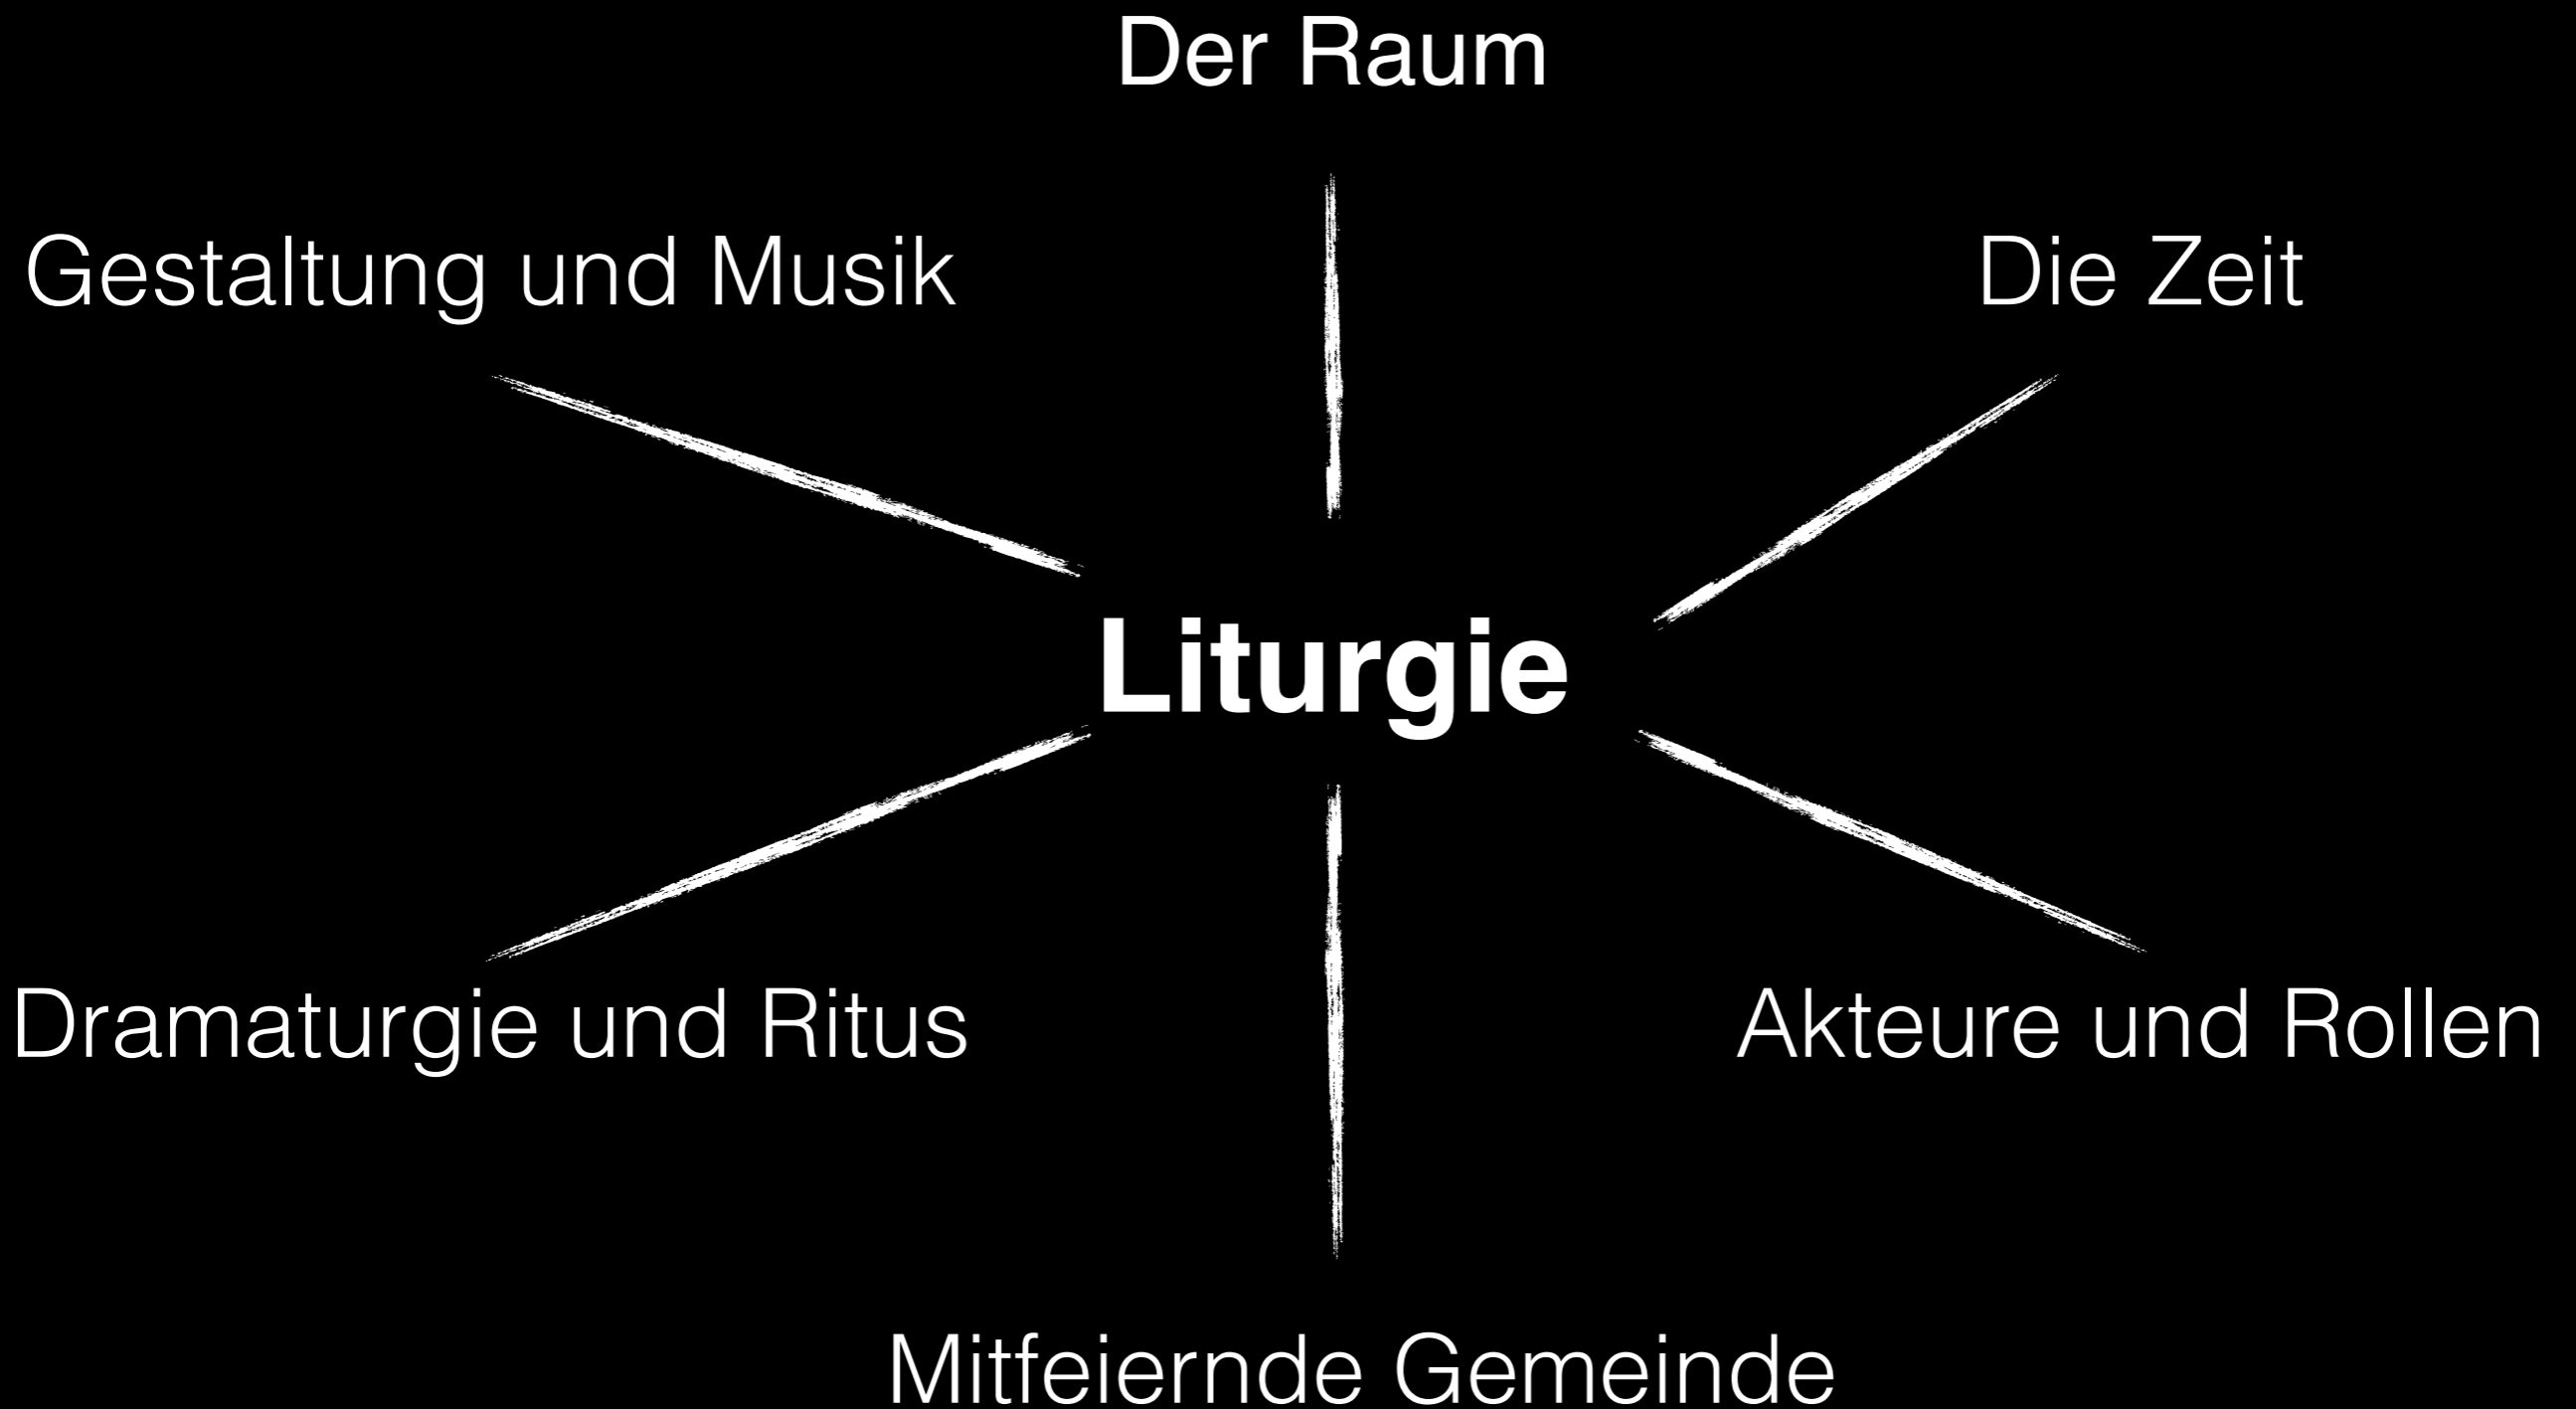 Der Raum
Gestaltung und Musik
Die Zeit
Liturgie
Dramaturgie und Ritus
Akteure und Rollen
Mitfeiernde Gemeinde